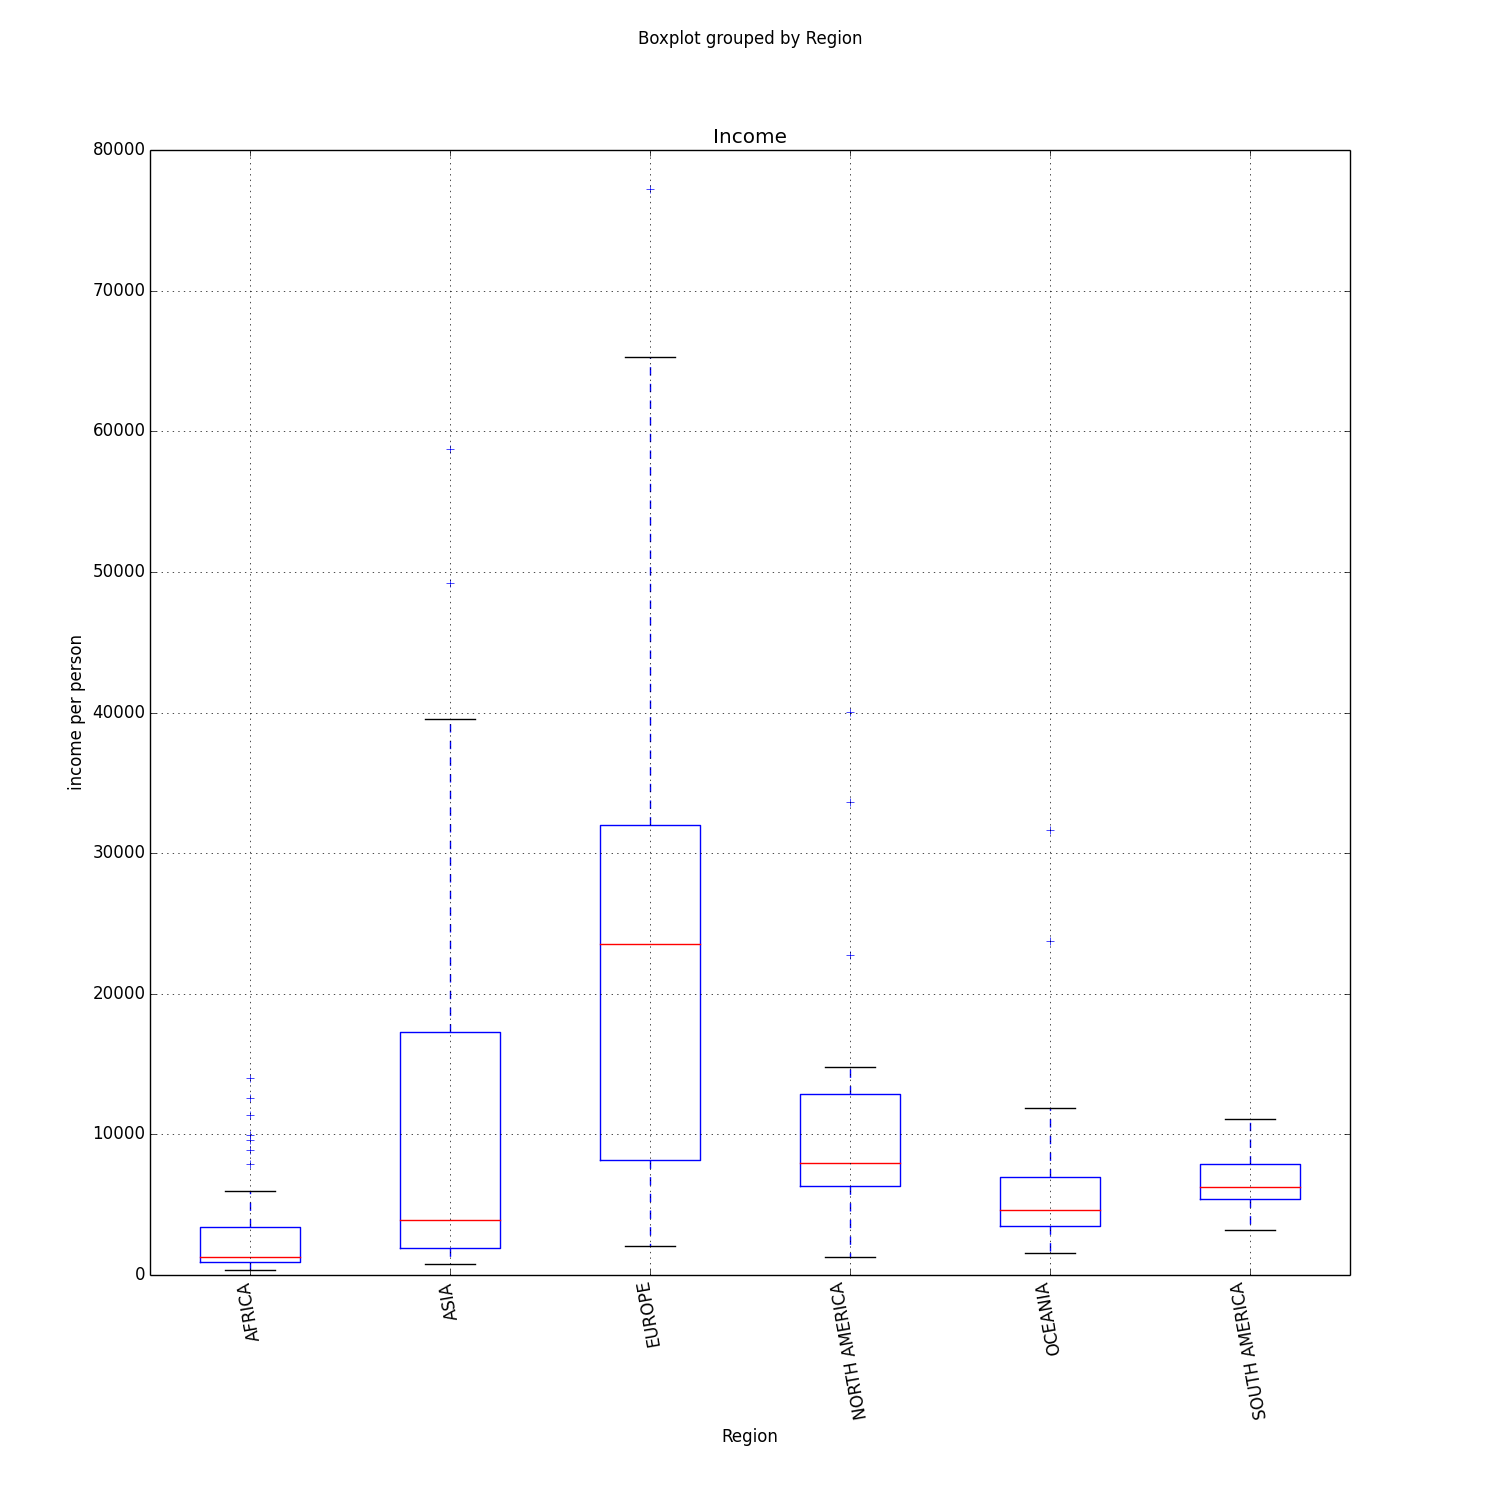 Boxplot grouped by Region
Income
80000
70000
60000
50000
40000
30000
20000
10000
0
income per person
AFRICA
ASIA
EUROPE
NORTH AMERICA
OCEANIA
SOUTH AMERICA
Region